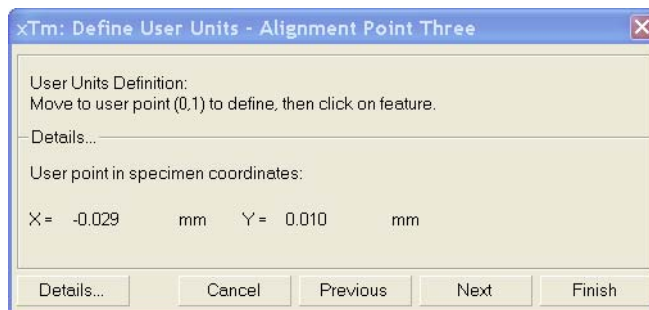 xTm: Define User Units - Alignment Point Three
User Units Definition:
Move to user point (0,1) to define, then click on feature.
Details...
User point in specimen coordinates:
X = -0.029 mm Y = 0.010 mm
Details... Cancel Previous Next Finish